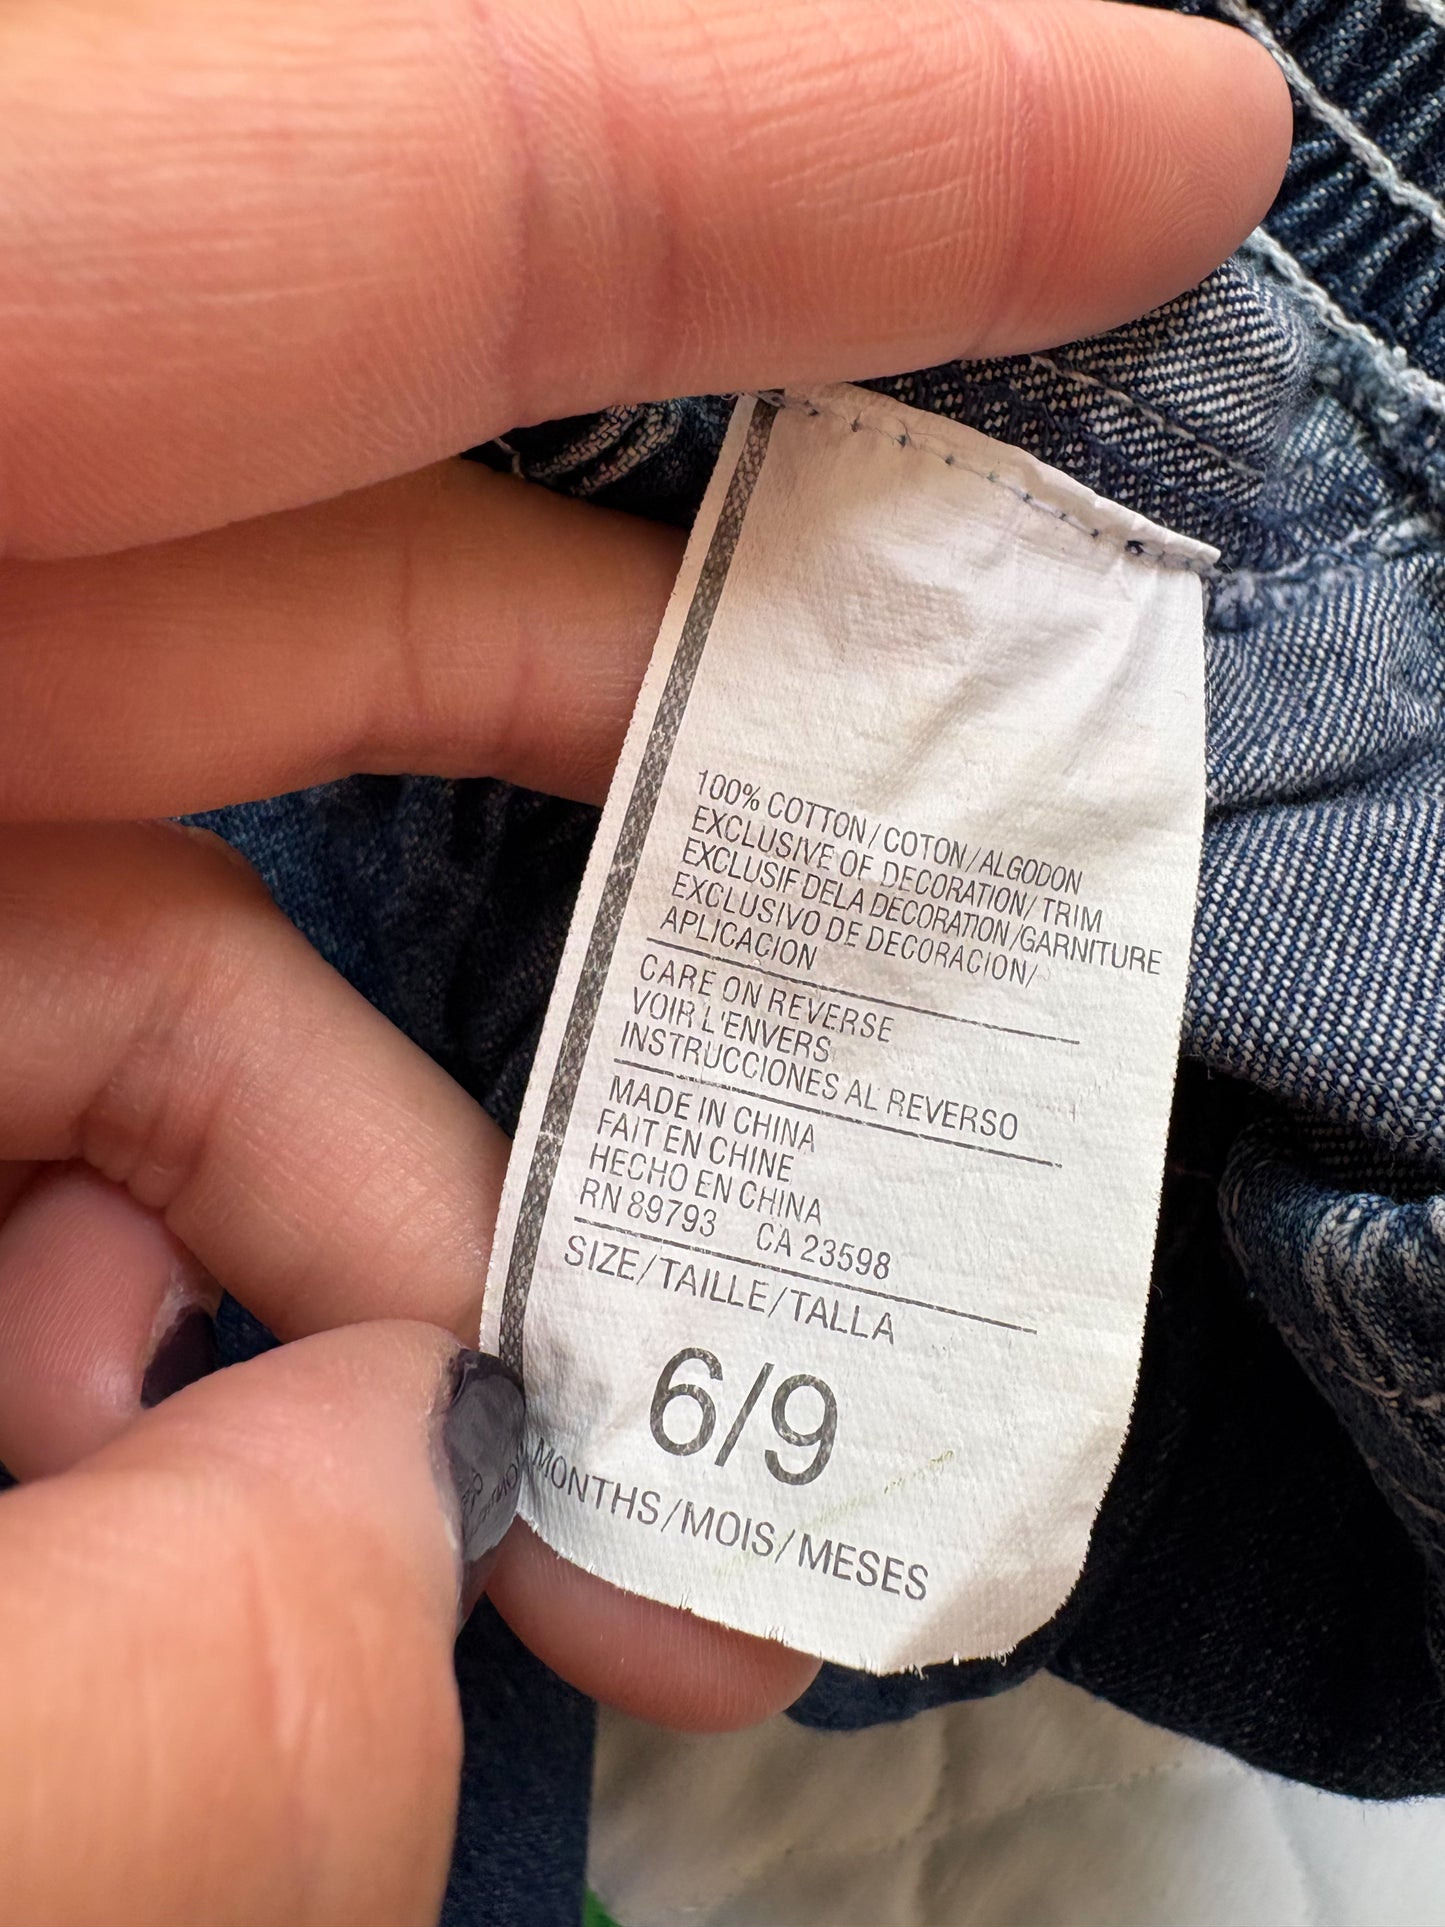 100% COTTON/COTON/ALGODON
EXCLUSIVE OF DECORATION/TRIM
EXCLUSIF DELA DECORATION/GARNITURE
EXCLUSIVO DE DECORACION/
APLICACION
CARE ON REVERSE
VOIR L'ENVERS
INSTRUCCIONES AL REVERSO
MADE IN CHINA
FAIT EN CHINE
HECHO EN CHINA
RN 89793 CA 23598
SIZE/TAILLE/TALLA
6/9
MONTHS/MOIS/MESES